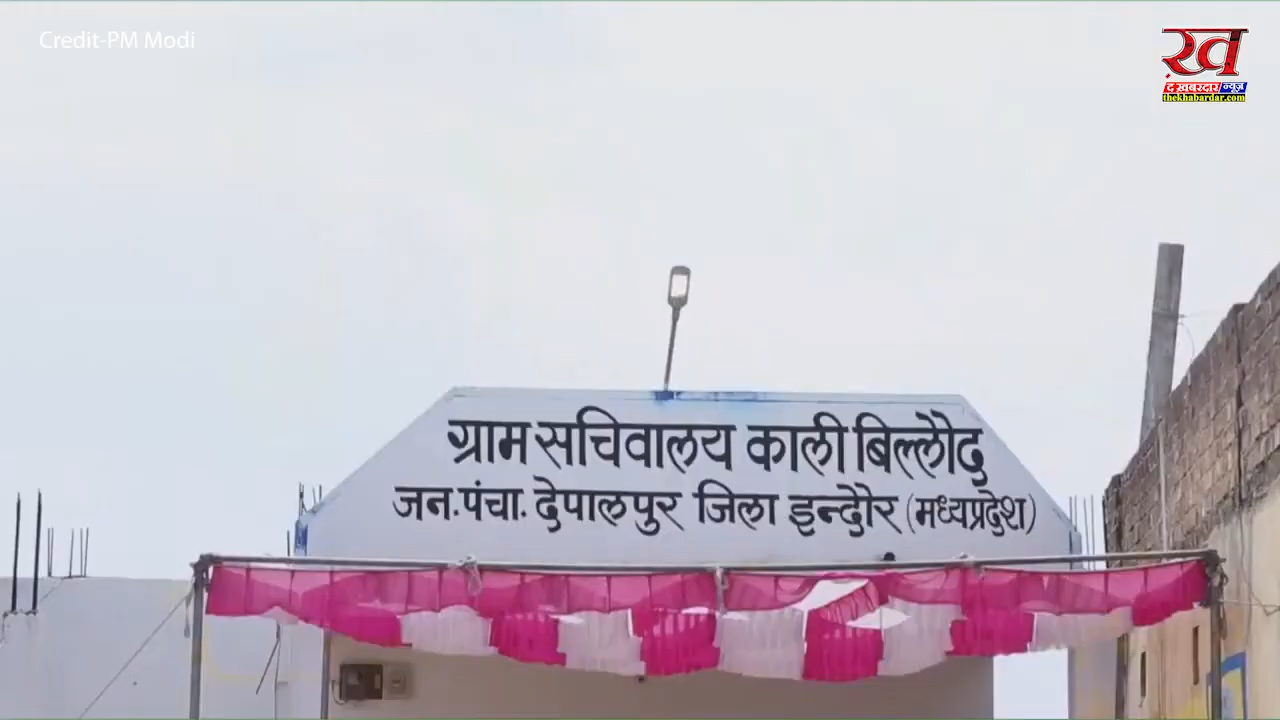 Credit-PM Modi
ख़
द खबरदार न्यूज़
thekhabardar.com
ग्राम सचिवालय काली बिल्लौद
जन.पंचा. देपालपुर जिला इन्दौर (मध्यप्रदेश)